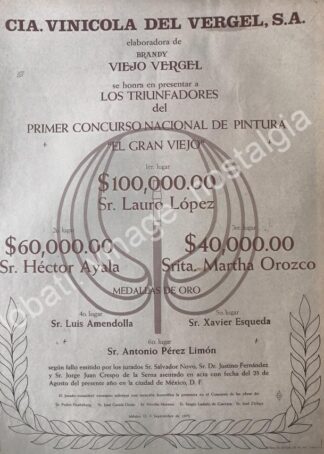 CIA. VINICOLA DEL VERGEL, S.A.
elaboradora de
BRANDY
VIEJO VERGEL
se honra en presentar a
LOS TRIUNFADORES
del
PRIMER CONCURSO NACIONAL DE PINTURA
"EL GRAN VIEJO"
1er. lugar
$100,000.00
Sr. Lauro López
2o. lugar
3er. lugar
$60,000.00
$40,000.00
Sr. Héctor Ayala
Srita. Martha Orozco
MEDALLAS DE ORO
4o. lugar
5o. lugar
Sr. Luis Amendolla
Sr. Xavier Esqueda
6o. lugar
Sr. Antonio Pérez Limón
según fallo emitido por los jurados Sr. Salvador Novo, Sr. Dr. Justino Fernández
y Sr. Jorge Juan Crespo de la Serna asentado en acta con fecha del 25 de
Agosto del presente año en la ciudad de México, D. F.